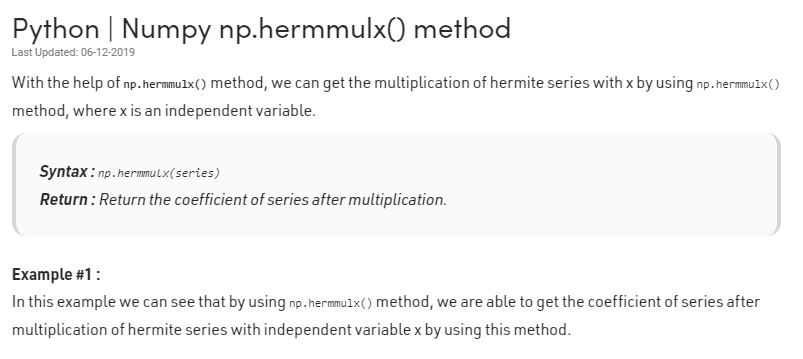 Python | Numpy np.hermmulx() method
Last Updated: 06-12-2019
With the help of np.hermmulx() method, we can get the multiplication of hermite series with x by using np.hermmulx()
method, where x is an independent variable.
Syntax : np.hermmulx(series)
Return : Return the coefficient of series after multiplication.
Example #1 :
In this example we can see that by using np.hermmulx() method, we are able to get the coefficient of series after
multiplication of hermite series with independent variable x by using this method.